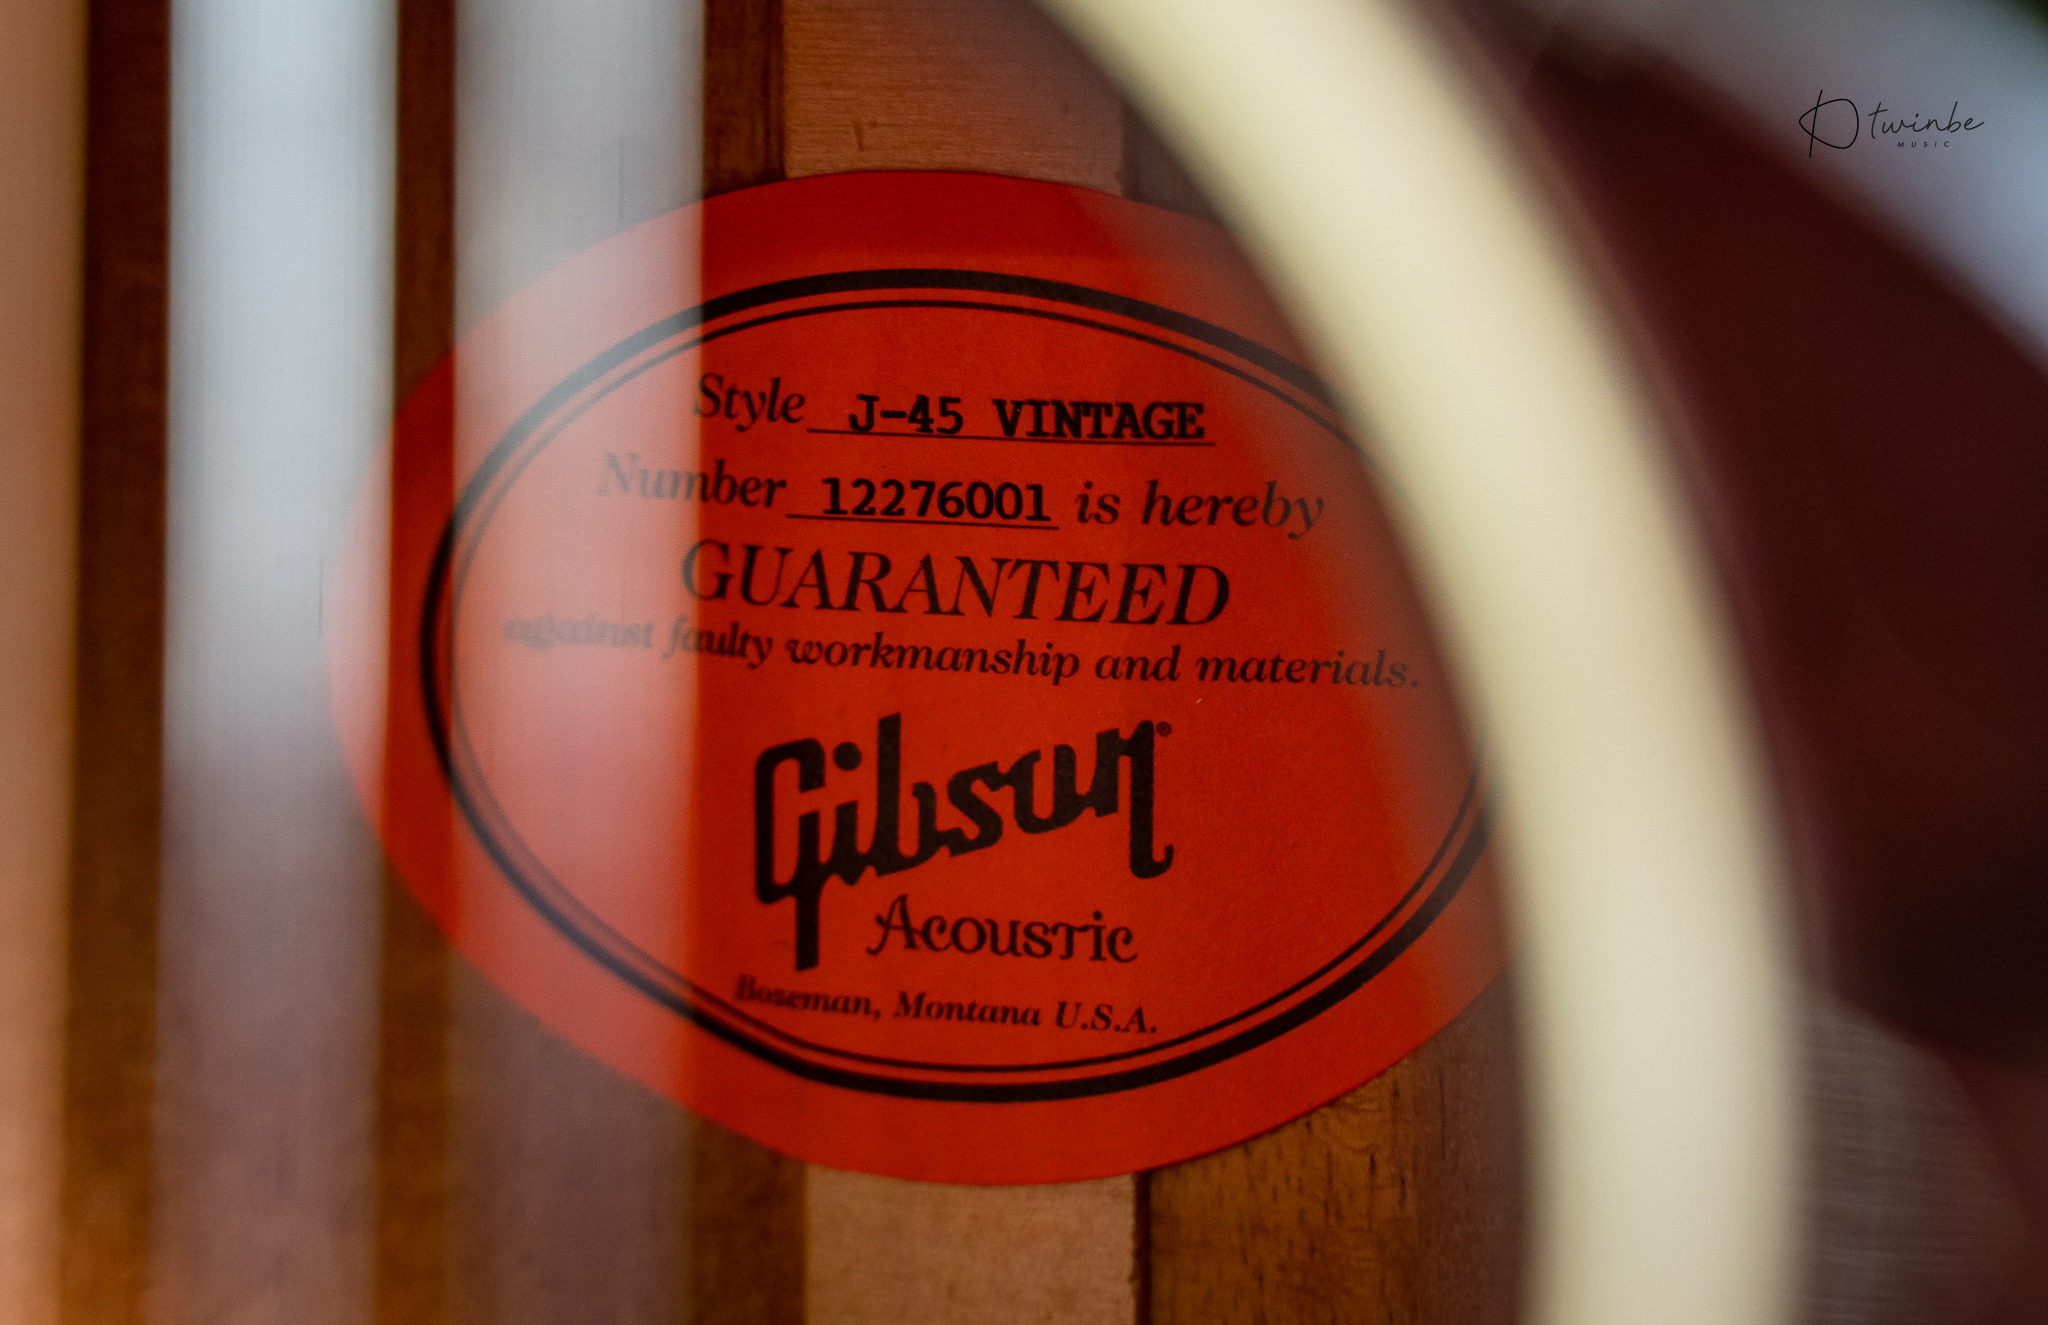 twinbe
MUSIC
Style J-45 VINTAGE
Number 12276001 is hereby
GUARANTEED
against faulty workmanship and materials.
Gibson®
Acoustic
Bozeman, Montana U.S.A.